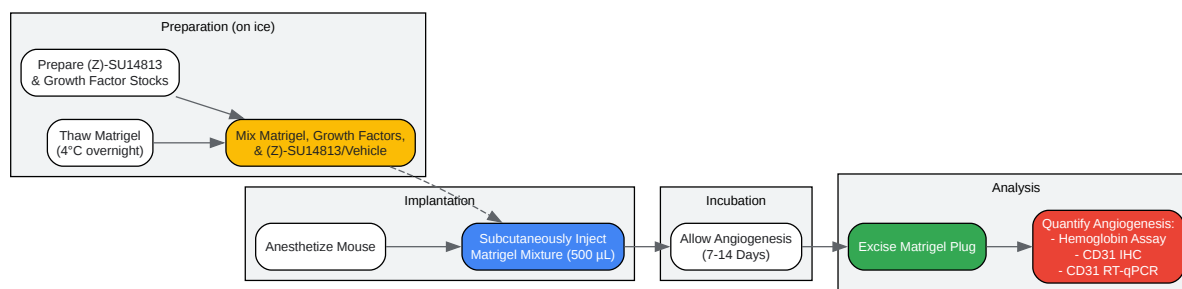 Preparation (on ice)
Prepare (Z)-SU14813
& Growth Factor Stocks
Thaw Matrigel
(4°C overnight)
Mix Matrigel, Growth Factors,
& (Z)-SU14813/Vehicle
Implantation
Anesthetize Mouse
Subcutaneously Inject
Matrigel Mixture (500 µL)
Incubation
Allow Angiogenesis
(7-14 Days)
Analysis
Excise Matrigel Plug
Quantify Angiogenesis:
- Hemoglobin Assay
- CD31 IHC
- CD31 RT-qPCR